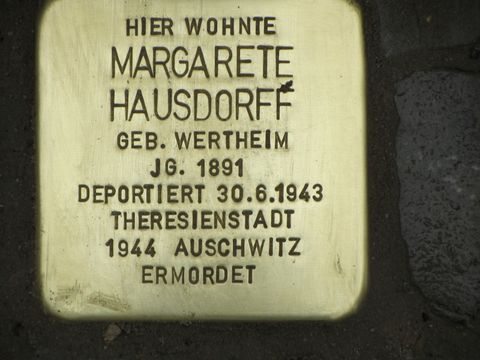 HIER WOHNTE
MARGARETE
HAUSDORFF
GEB. WERTHEIM
JG. 1891
DEPORTIERT 30.6.1943
THERESIENSTADT
1944 AUSCHWITZ
ERMORDET